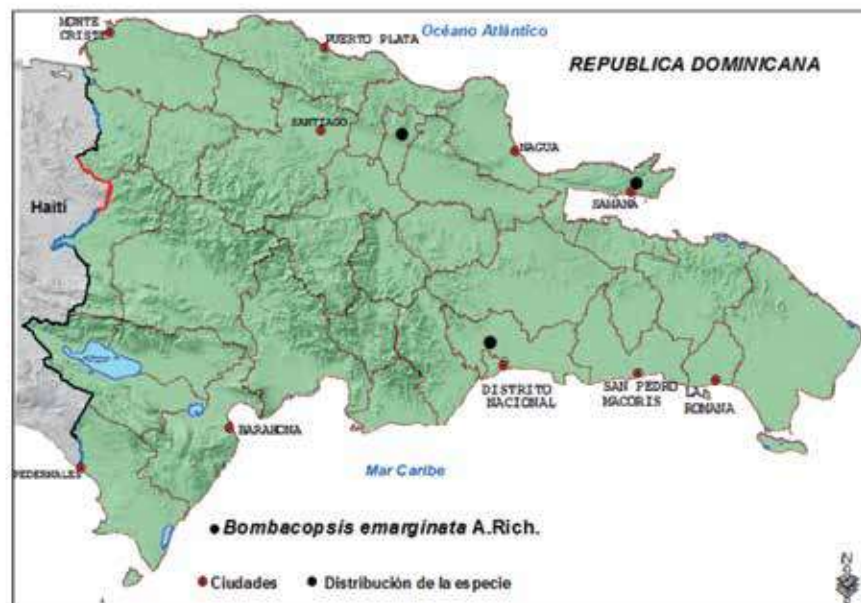 MONTE
CRISTI
PUERTO PLATA
Océano Atlántico
REPUBLICA DOMINICANA
SANTIAGO
NAGUA
SAMANA
Haití
DISTRITO
NACIONAL
SAN PEDRO
MACORIS
LA
ROMANA
BARAHONA
PEDERNALES
Mar Caribe
Bombacopsis emarginata A.Rich.
Ciudades
Distribución de la especie